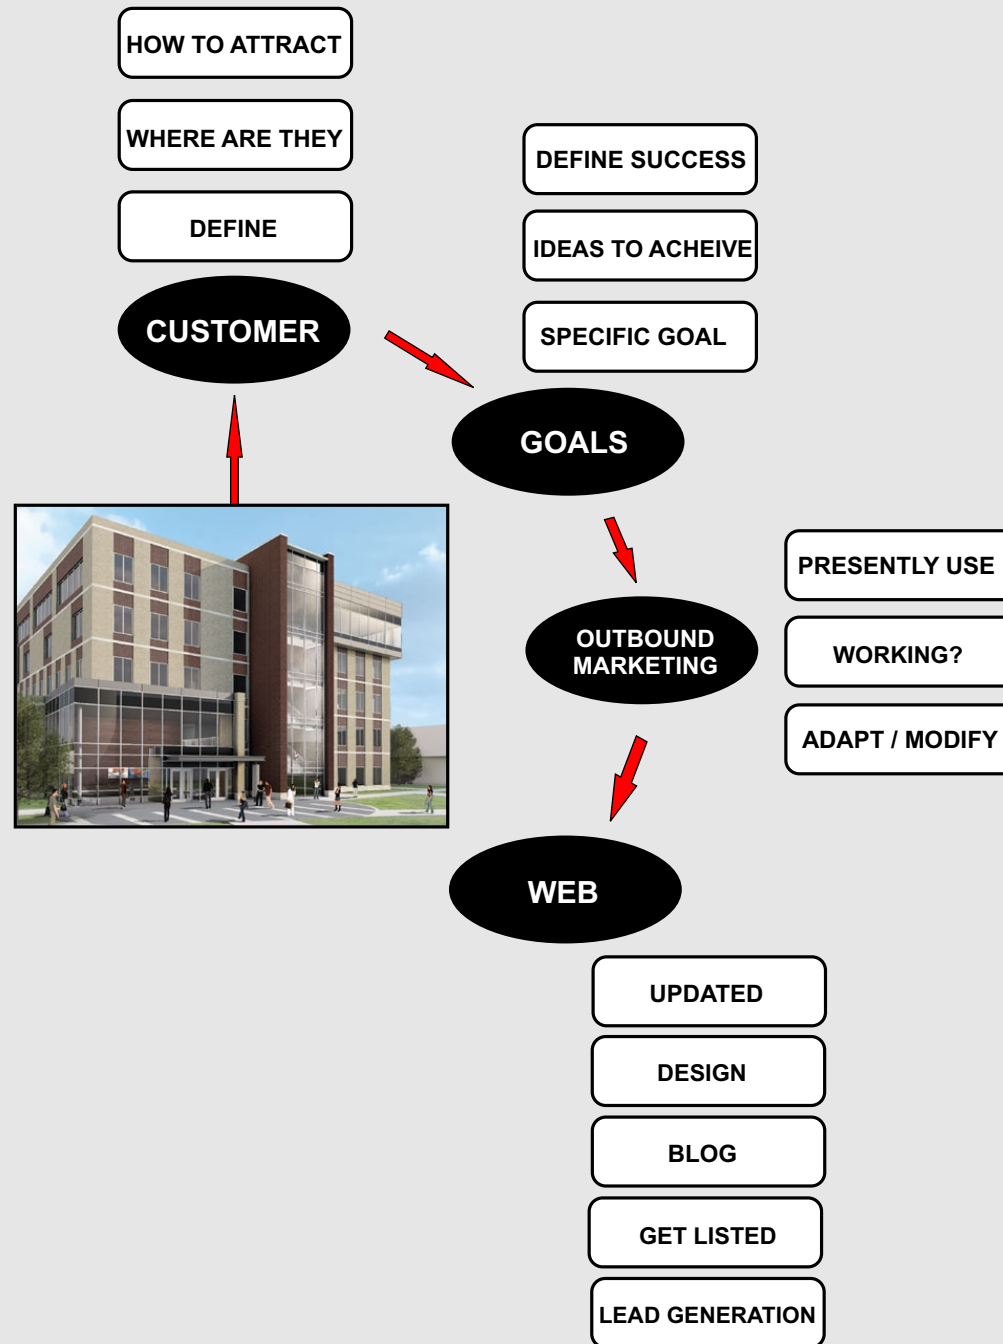 HOW TO ATTRACT
WHERE ARE THEY
DEFINE
CUSTOMER
DEFINE SUCCESS
IDEAS TO ACHEIVE
SPECIFIC GOAL
GOALS
OUTBOUND
MARKETING
PRESENTLY USE
WORKING?
ADAPT / MODIFY
WEB
UPDATED
DESIGN
BLOG
GET LISTED
LEAD GENERATION